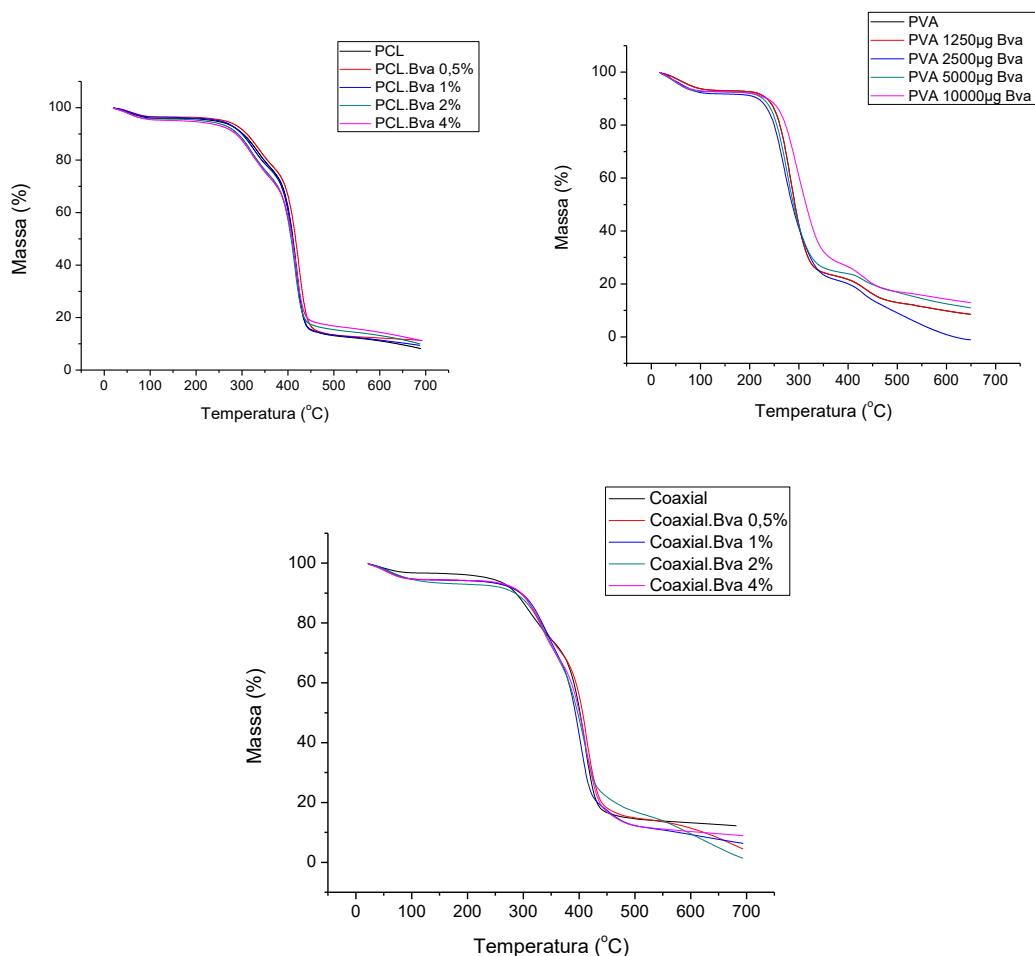 PCL
PCL.Bva 0,5%
PCL.Bva 1%
PCL.Bva 2%
PCL.Bva 4%
100
80
60
40
20
0
Massa (%)
0 100 200 300 400 500 600 700
Temperatura (°C)
PVA
PVA 1250µg Bva
PVA 2500µg Bva
PVA 5000µg Bva
PVA 10000µg Bva
100
80
60
40
20
0
Massa (%)
0 100 200 300 400 500 600 700
Temperatura (°C)
Coaxial
Coaxial.Bva 0,5%
Coaxial.Bva 1%
Coaxial.Bva 2%
Coaxial.Bva 4%
100
80
60
40
20
0
Massa (%)
0 100 200 300 400 500 600 700
Temperatura (°C)